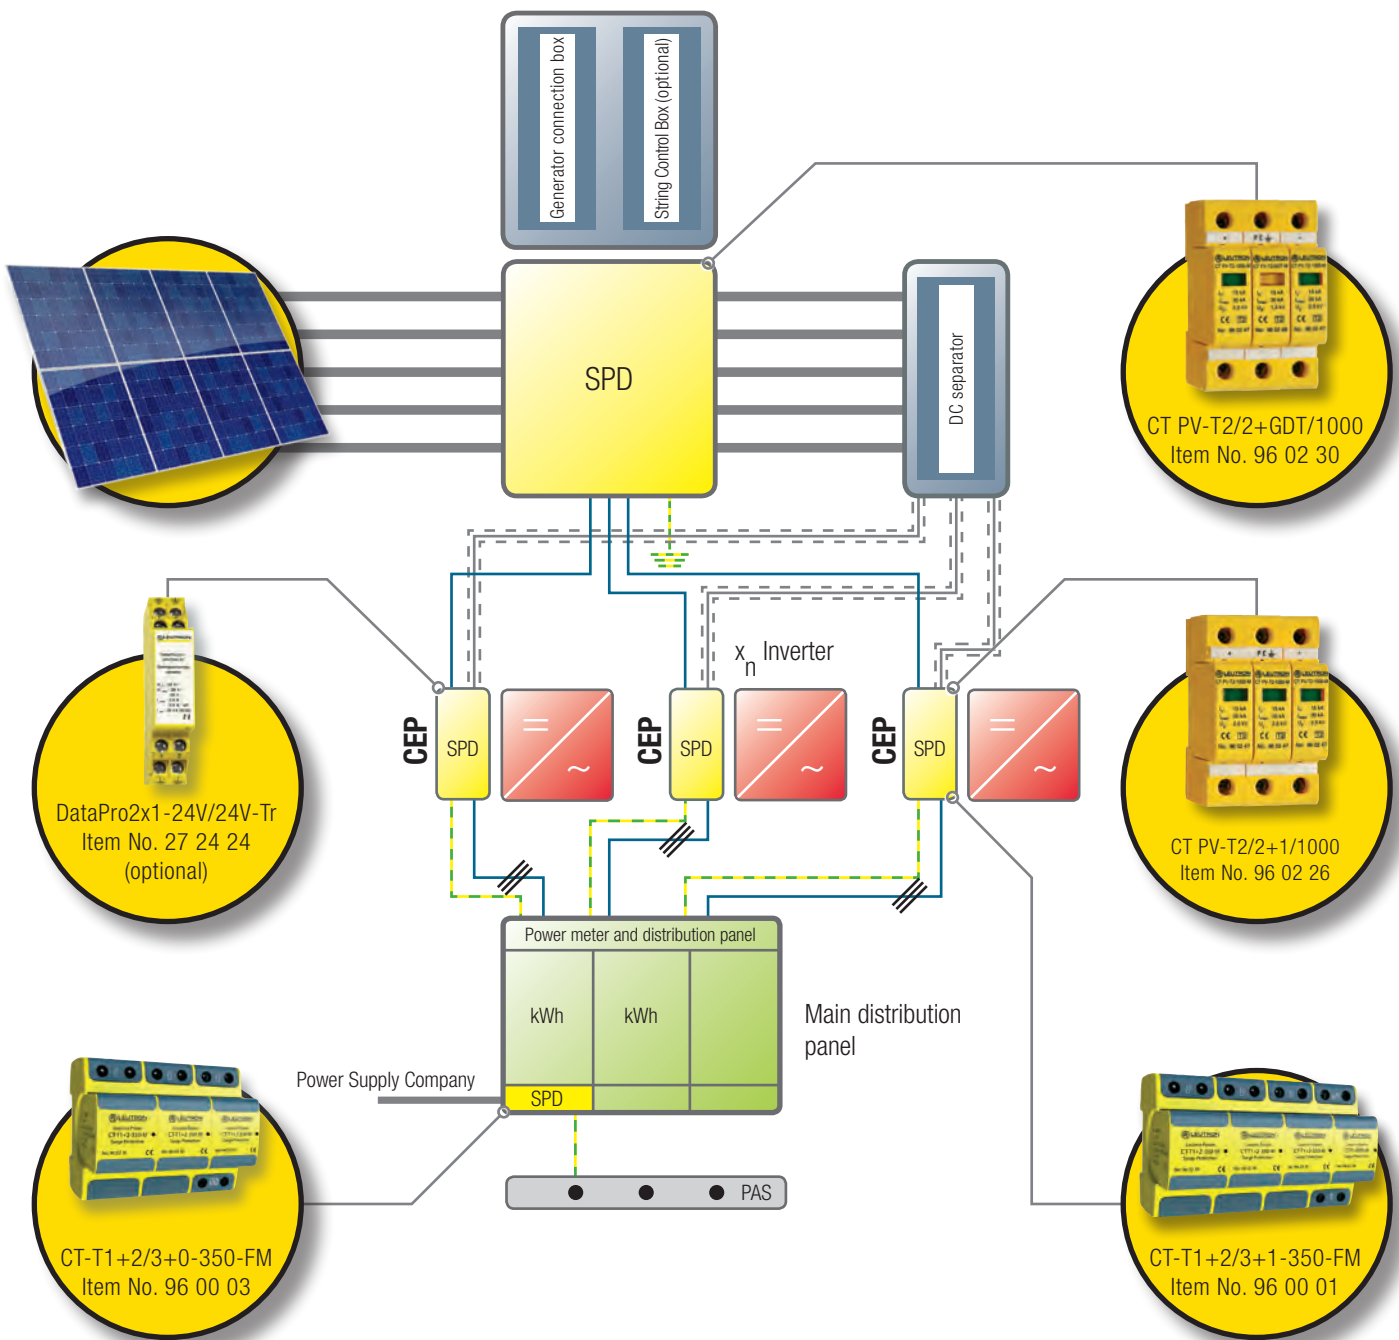 Generator connection box
String Control Box (optional)
SPD
DC separator
CT PV-T2/2+GDT/1000
Item No. 96 02 30
xn Inverter
DataPro2x1-24V/24V-Tr
Item No. 27 24 24
(optional)
CEP
SPD
CEP
SPD
CEP
SPD
CT PV-T2/2+1/1000
Item No. 96 02 26
Power meter and distribution panel
kWh
kWh
Main distribution
panel
Power Supply Company
SPD
PAS
CT-T1+2/3+0-350-FM
Item No. 96 00 03
CT-T1+2/3+1-350-FM
Item No. 96 00 01